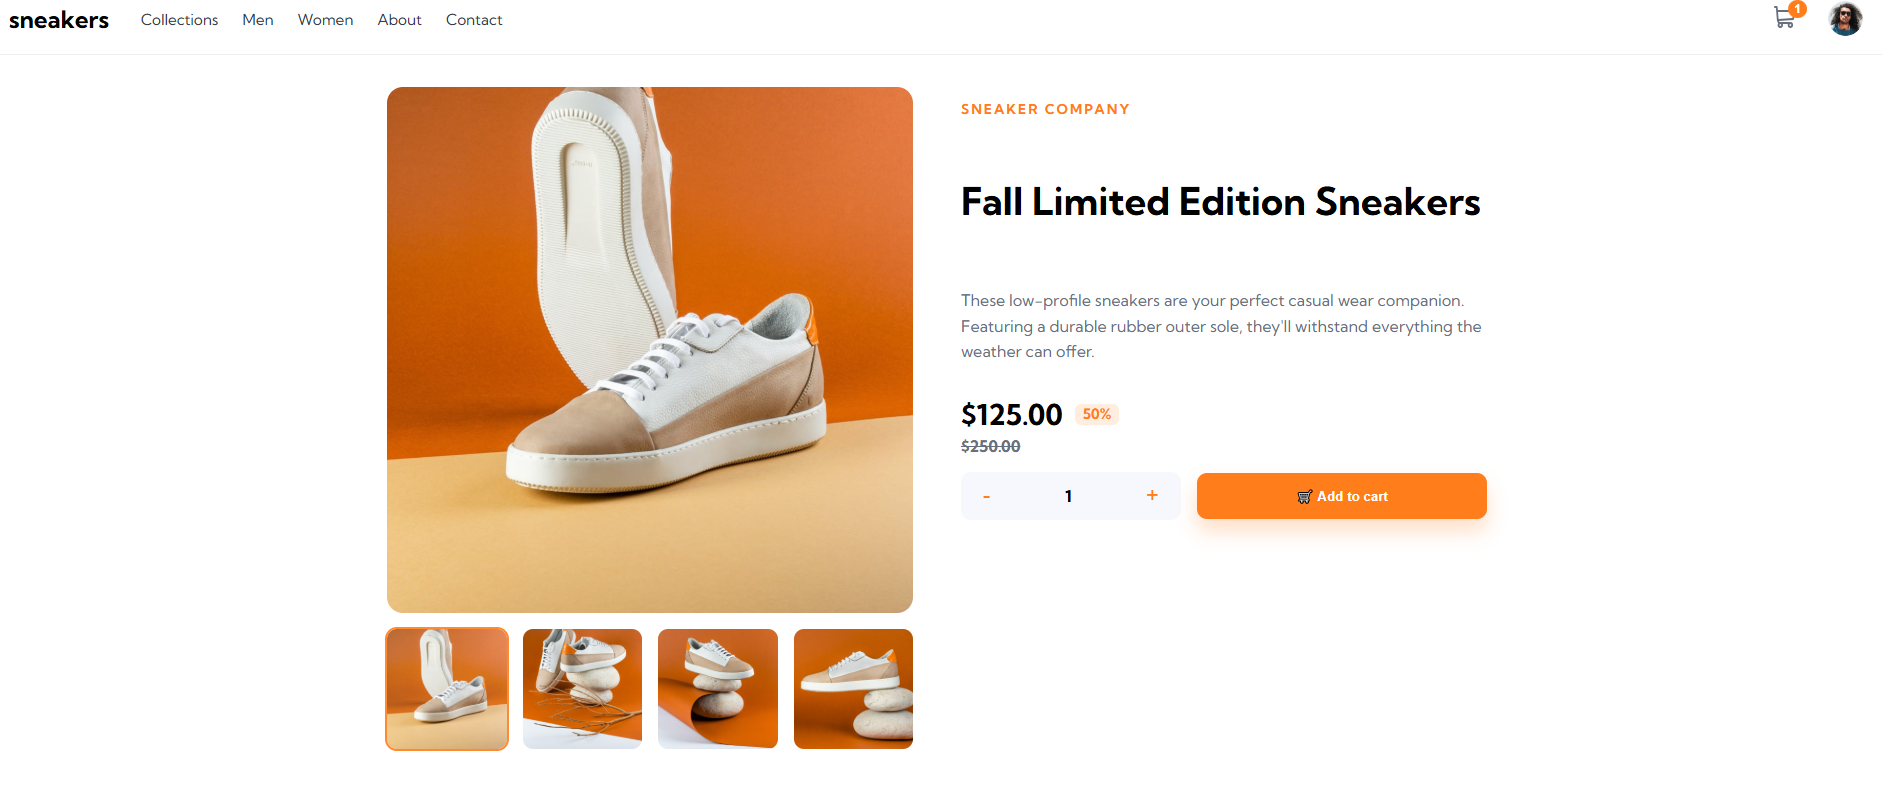 sneakers
Collections
Men
Women
About
Contact
1
SNEAKER COMPANY
Fall Limited Edition Sneakers
These low-profile sneakers are your perfect casual wear companion.
Featuring a durable rubber outer sole, they'll withstand everything the
weather can offer.
$125.00 50%
$250.00
- 1 +
Add to cart